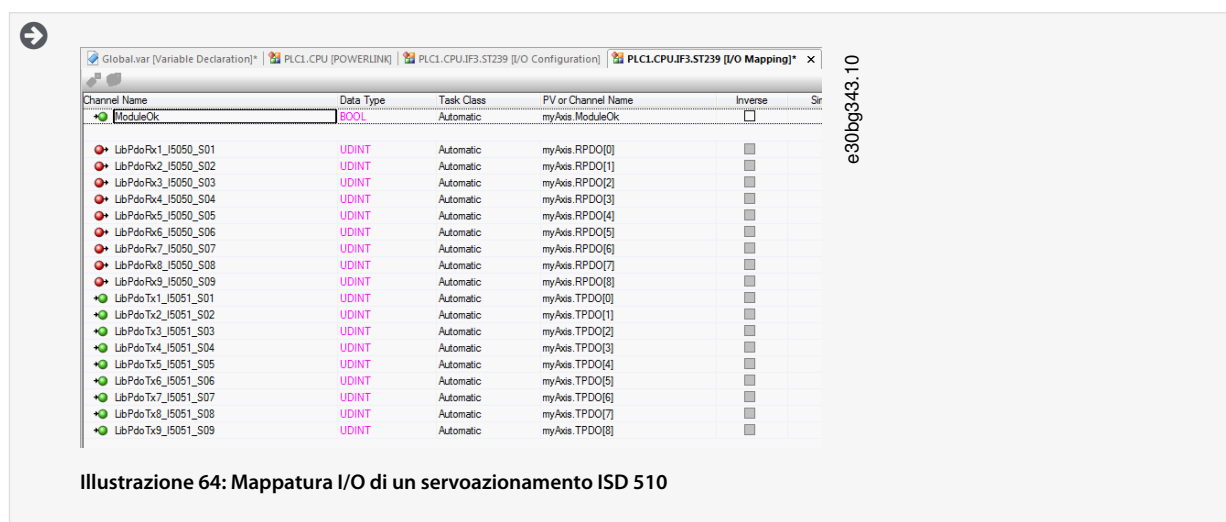 Global.var [Variable Declaration]* PLC1.CPU [POWERLINK] PLC1.CPU.IF3.ST239 [I/O Configuration] PLC1.CPU.IF3.ST239 [I/O Mapping]* ×
Channel Name Data Type Task Class PV or Channel Name Inverse Sir
ModuleOk BOOL Automatic myAxis.ModuleOk
LibPdoRx1_I5050_S01 UDINT Automatic myAxis.RPDO[0]
LibPdoRx2_I5050_S02 UDINT Automatic myAxis.RPDO[1]
LibPdoRx3_I5050_S03 UDINT Automatic myAxis.RPDO[2]
LibPdoRx4_I5050_S04 UDINT Automatic myAxis.RPDO[3]
LibPdoRx5_I5050_S05 UDINT Automatic myAxis.RPDO[4]
LibPdoRx6_I5050_S06 UDINT Automatic myAxis.RPDO[5]
LibPdoRx7_I5050_S07 UDINT Automatic myAxis.RPDO[6]
LibPdoRx8_I5050_S08 UDINT Automatic myAxis.RPDO[7]
LibPdoRx9_I5050_S09 UDINT Automatic myAxis.RPDO[8]
LibPdoTx1_I5051_S01 UDINT Automatic myAxis.TPDO[0]
LibPdoTx2_I5051_S02 UDINT Automatic myAxis.TPDO[1]
LibPdoTx3_I5051_S03 UDINT Automatic myAxis.TPDO[2]
LibPdoTx4_I5051_S04 UDINT Automatic myAxis.TPDO[3]
LibPdoTx5_I5051_S05 UDINT Automatic myAxis.TPDO[4]
LibPdoTx6_I5051_S06 UDINT Automatic myAxis.TPDO[5]
LibPdoTx7_I5051_S07 UDINT Automatic myAxis.TPDO[6]
LibPdoTx8_I5051_S08 UDINT Automatic myAxis.TPDO[7]
LibPdoTx9_I5051_S09 UDINT Automatic myAxis.TPDO[8]
e30bg343.10
Illustrazione 64: Mappatura I/O di un servoazionamento ISD 510